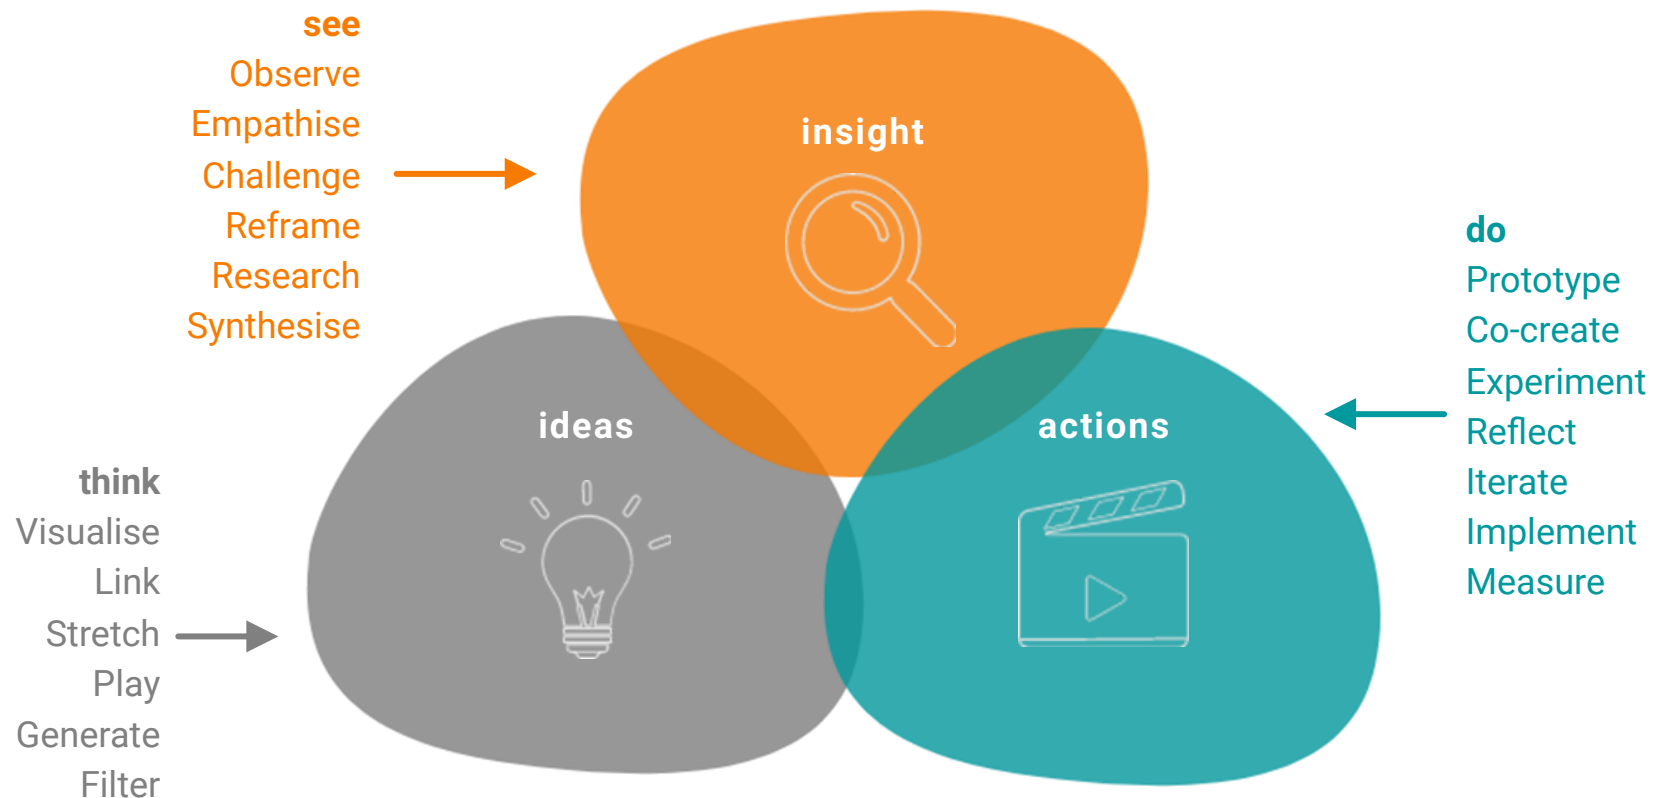 see
Observe
Empathise
Challenge
Reframe
Research
Synthesise
insight
do
Prototype
Co-create
Experiment
Reflect
Iterate
Implement
Measure
ideas
actions
think
Visualise
Link
Stretch
Play
Generate
Filter